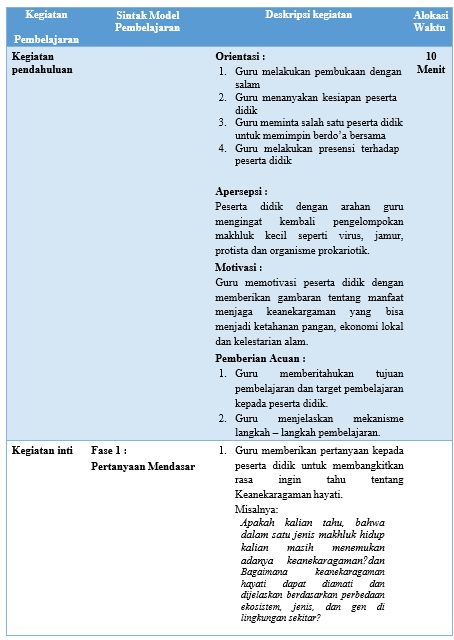 Kegiatan
Pembelajaran
Sintak Model
Pembelajaran
Deskripsi kegiatan
Alokasi
Waktu
Kegiatan
pendahuluan
Orientasi :
1. Guru melakukan pembukaan dengan
salam
2. Guru menanyakan kesiapan peserta
didik
3. Guru meminta salah satu peserta didik
untuk memimpin berdo’a bersama
4. Guru melakukan presensi terhadap
peserta didik
Apersepsi :
Peserta didik dengan arahan guru
mengingat kembali pengelompokan
makhluk kecil seperti virus, jamur,
protista dan organisme prokariotik.
Motivasi :
Guru memotivasi peserta didik dengan
memberikan gambaran tentang manfaat
menjaga keanekargaman yang bisa
menjadi ketahanan pangan, ekonomi lokal
dan kelestarian alam.
Pemberian Acuan :
1. Guru memberitahukan tujuan
pembelajaran dan target pembelajaran
kepada peserta didik.
2. Guru menjelaskan mekanisme
langkah – langkah pembelajaran.
10
Menit
Kegiatan inti
Fase 1 :
Pertanyaan Mendasar
1. Guru memberikan pertanyaan kepada
peserta didik untuk membangkitkan
rasa ingin tahu tentang
Keanekaragaman hayati.
Misalnya:
Apakah kalian tahu, bahwa
dalam satu jenis makhluk hidup
kalian masih menemukan
adanya keanekaragaman?dan
Bagaimana keanekaragaman
hayati dapat diamati dan
dijelaskan berdasarkan perbedaan
ekosistem, jenis, dan gen di
lingkungan sekitar?